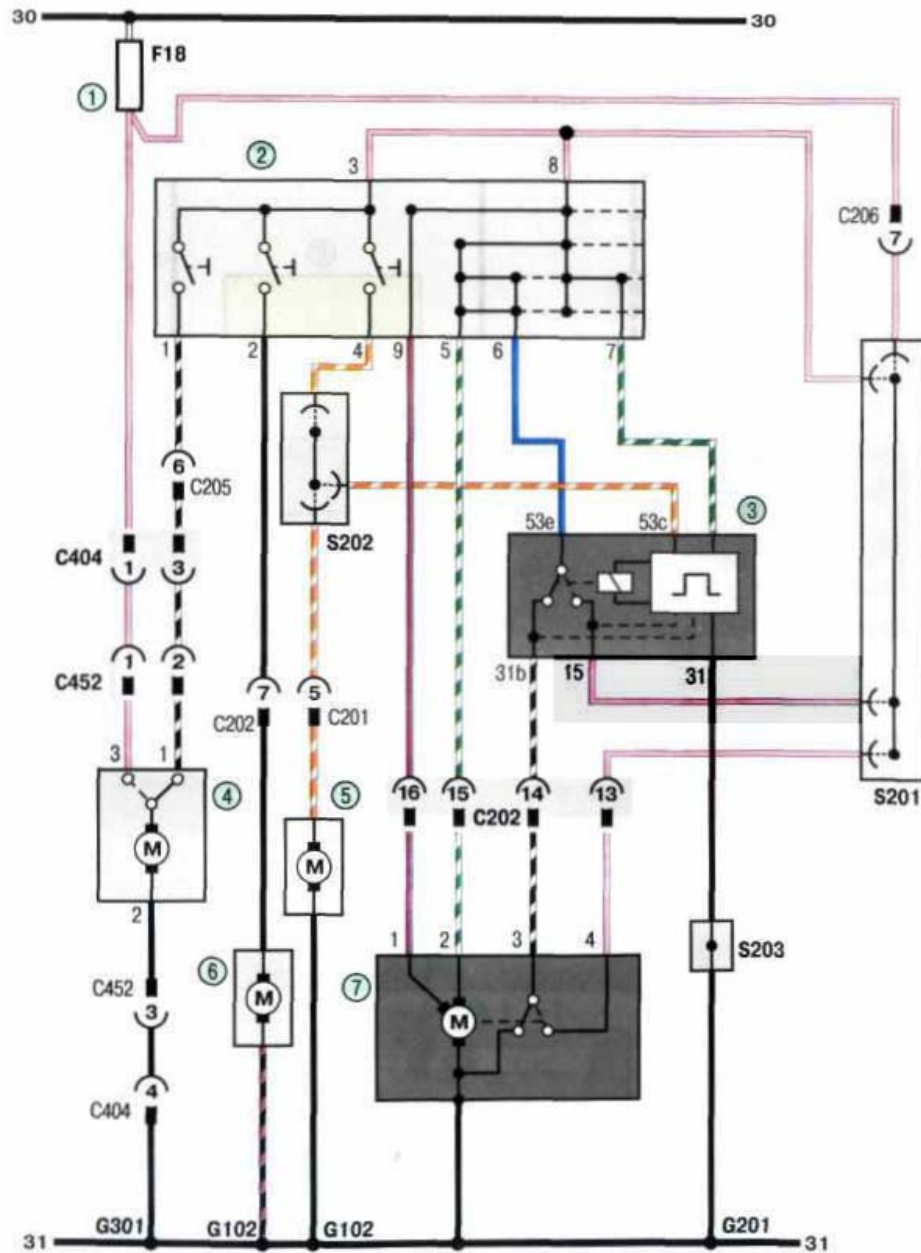 30 30
F18
1
2 3 8
C206
7
1 2 4 9 5 6 7
6
C205
S202
53e 53c 3
C404
1 3
31b 15 31
1 2
C452
7 5
C202 C201
3 1
4 5
16 15 14 13
C202
S201
M
M
2
1 2 3 4
S203
6
C452
M
7
M
3
4
C404
G301 G102 G102 G201
31 31